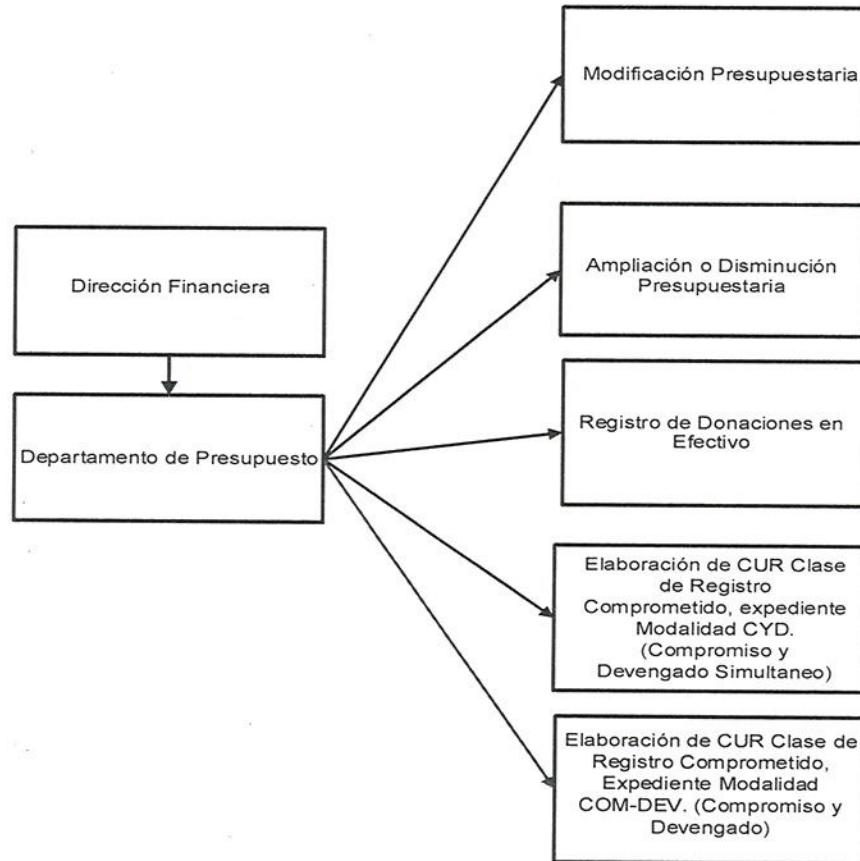 Dirección Financiera
Departamento de Presupuesto
Modificación Presupuestaria
Ampliación o Disminución
Presupuestaria
Registro de Donaciones en
Efectivo
Elaboración de CUR Clase
de Registro
Comprometido, expediente
Modalidad CYD.
(Compromiso y
Devengado Simultaneo)
Elaboración de CUR Clase de
Registro Comprometido,
Expediente Modalidad
COM-DEV. (Compromiso y
Devengado)